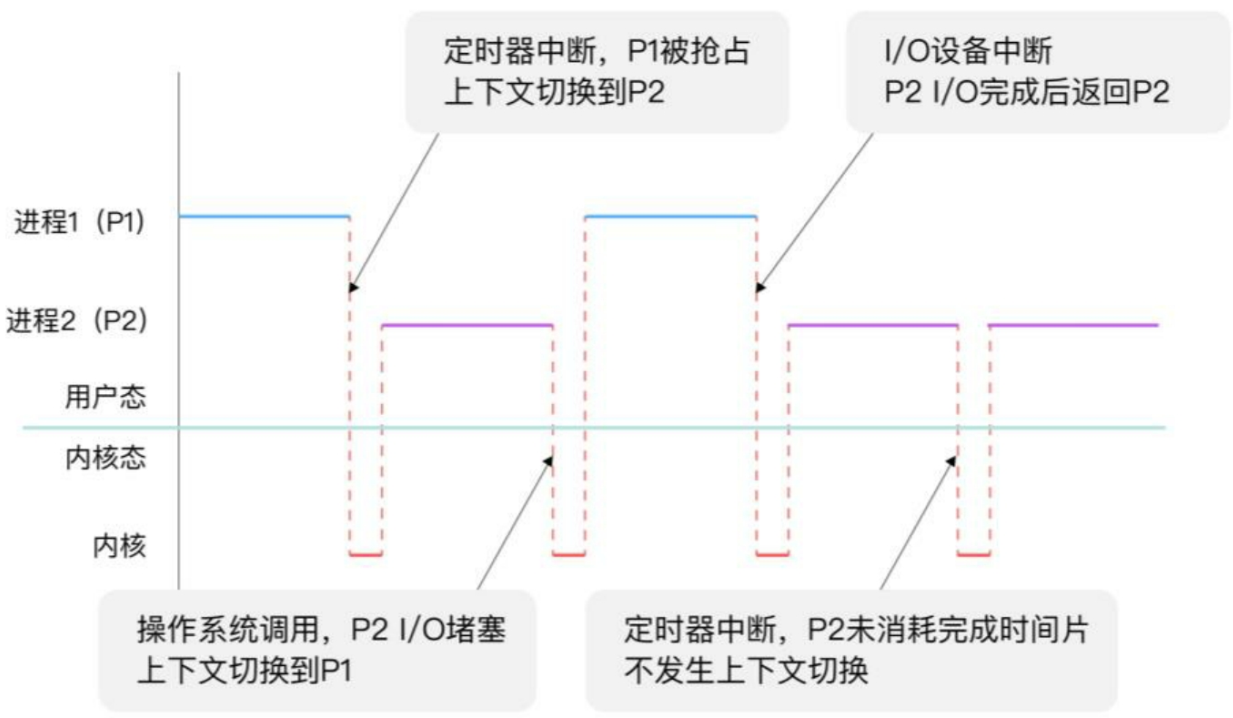 定时器中断，P1被抢占
上下文切换到P2
I/O设备中断
P2 I/O完成后返回P2
进程1（P1）
进程2（P2）
用户态
内核态
内核
操作系统调用，P2 I/O堵塞
上下文切换到P1
定时器中断，P2未消耗完成时间片
不发生上下文切换